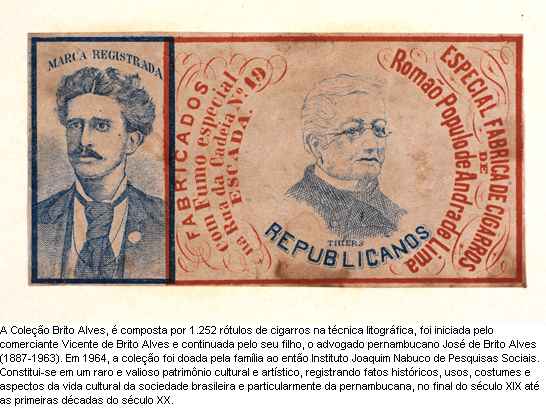 MARCA REGISTRADA
FABRICADOS
com Fumo especial
na Rua da Cadeia Nº 19
ESCADA.
THIERS
REPUBLICANOS
ESPECIAL FABRICA DE CIGARROS
DE
Romão Populo de Andrade Lima
A Coleção Brito Alves, é composta por 1.252 rótulos de cigarros na técnica litográfica, foi iniciada pelo
comerciante Vicente de Brito Alves e continuada pelo seu filho, o advogado pernambucano José de Brito Alves
(1887-1963). Em 1964, a coleção foi doada pela família ao então Instituto Joaquim Nabuco de Pesquisas Sociais.
Constitui-se em um raro e valioso patrimônio cultural e artístico, registrando fatos históricos, usos, costumes e
aspectos da vida cultural da sociedade brasileira e particularmente da pernambucana, no final do século XIX até
as primeiras décadas do século XX.